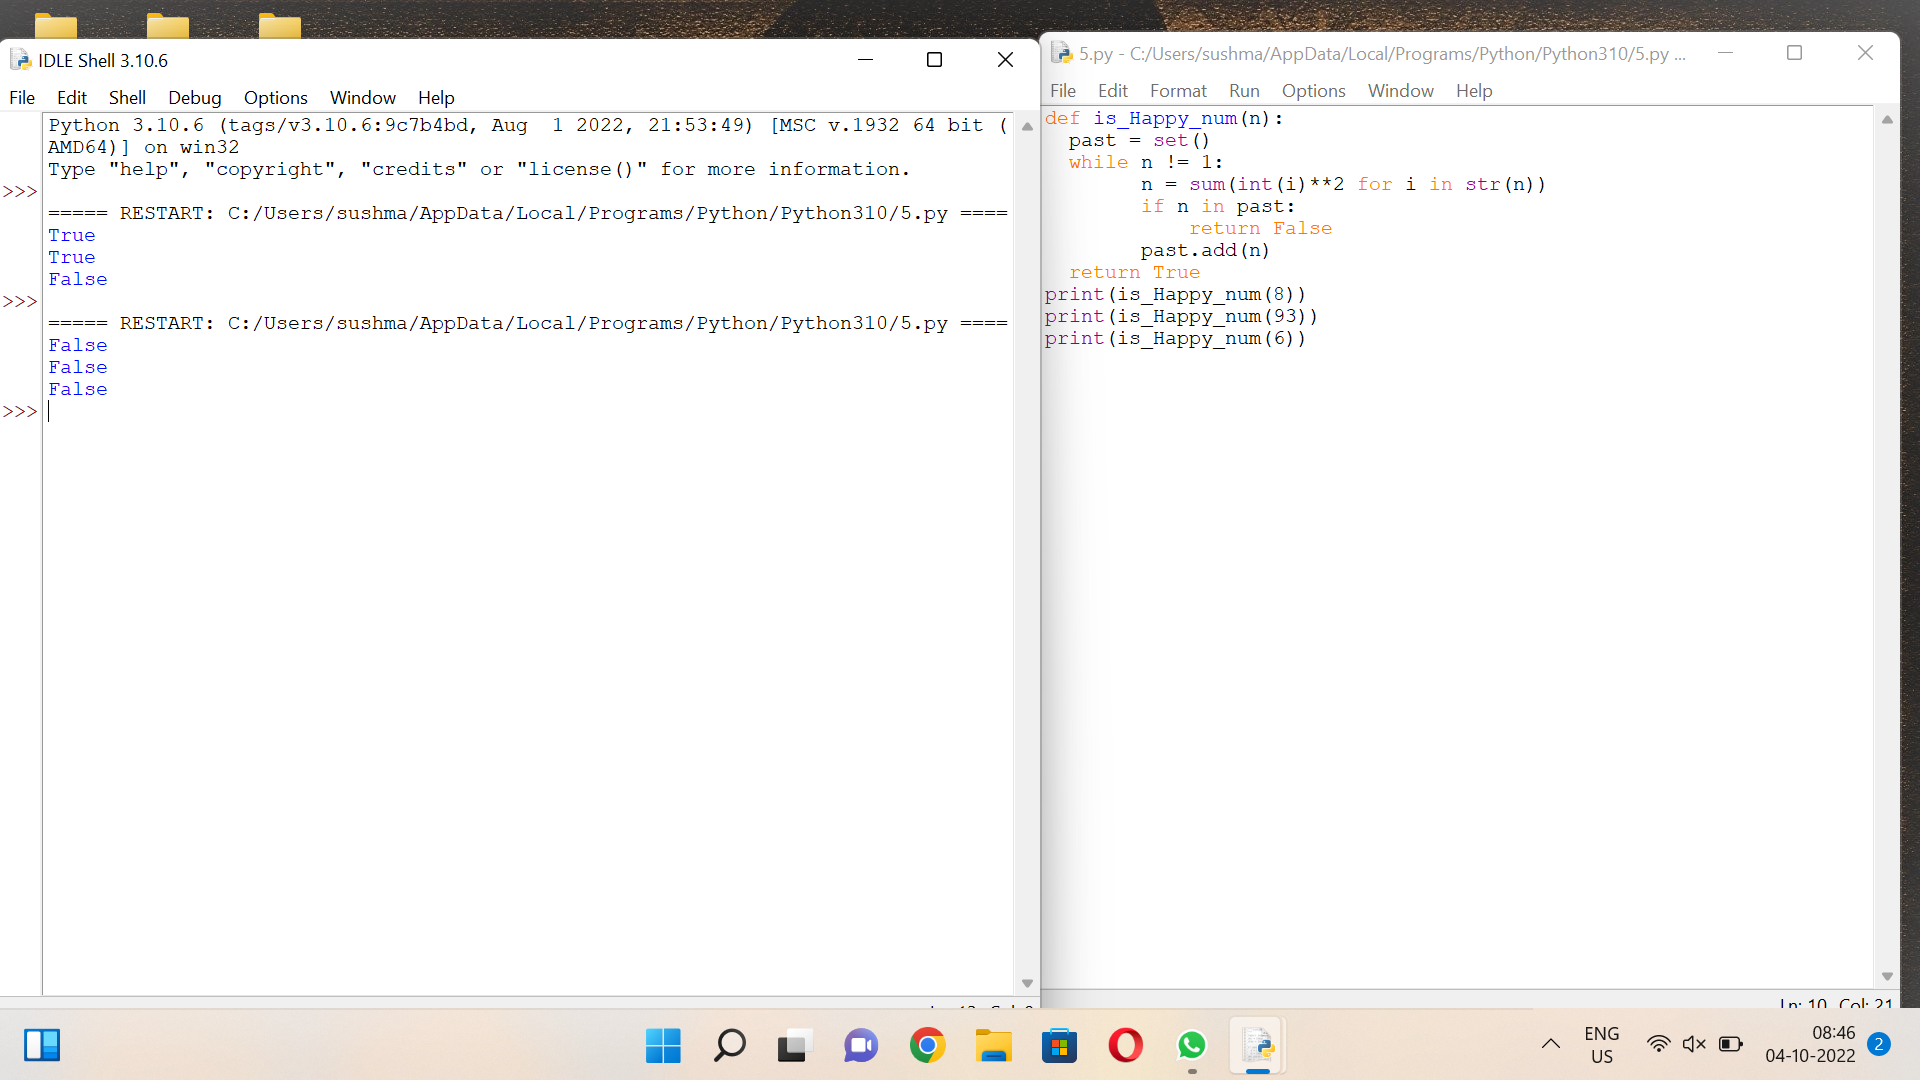 IDLE Shell 3.10.6
File Edit Shell Debug Options Window Help
Python 3.10.6 (tags/v3.10.6:9c7b4bd, Aug  1 2022, 21:53:49) [MSC v.1932 64 bit (
AMD64)] on win32
Type "help", "copyright", "credits" or "license()" for more information.
>>>
===== RESTART: C:/Users/sushma/AppData/Local/Programs/Python/Python310/5.py ====
True
True
False
>>>
===== RESTART: C:/Users/sushma/AppData/Local/Programs/Python/Python310/5.py ====
False
False
False
>>>
5.py - C:/Users/sushma/AppData/Local/Programs/Python/Python310/5.py ...
File Edit Format Run Options Window Help
def is_Happy_num(n):
  past = set()
  while n != 1:
        n = sum(int(i)**2 for i in str(n))
        if n in past:
            return False
        past.add(n)
  return True
print(is_Happy_num(8))
print(is_Happy_num(93))
print(is_Happy_num(6))
Ln: 10 Col: 21
ENG
US
08:46
04-10-2022
2